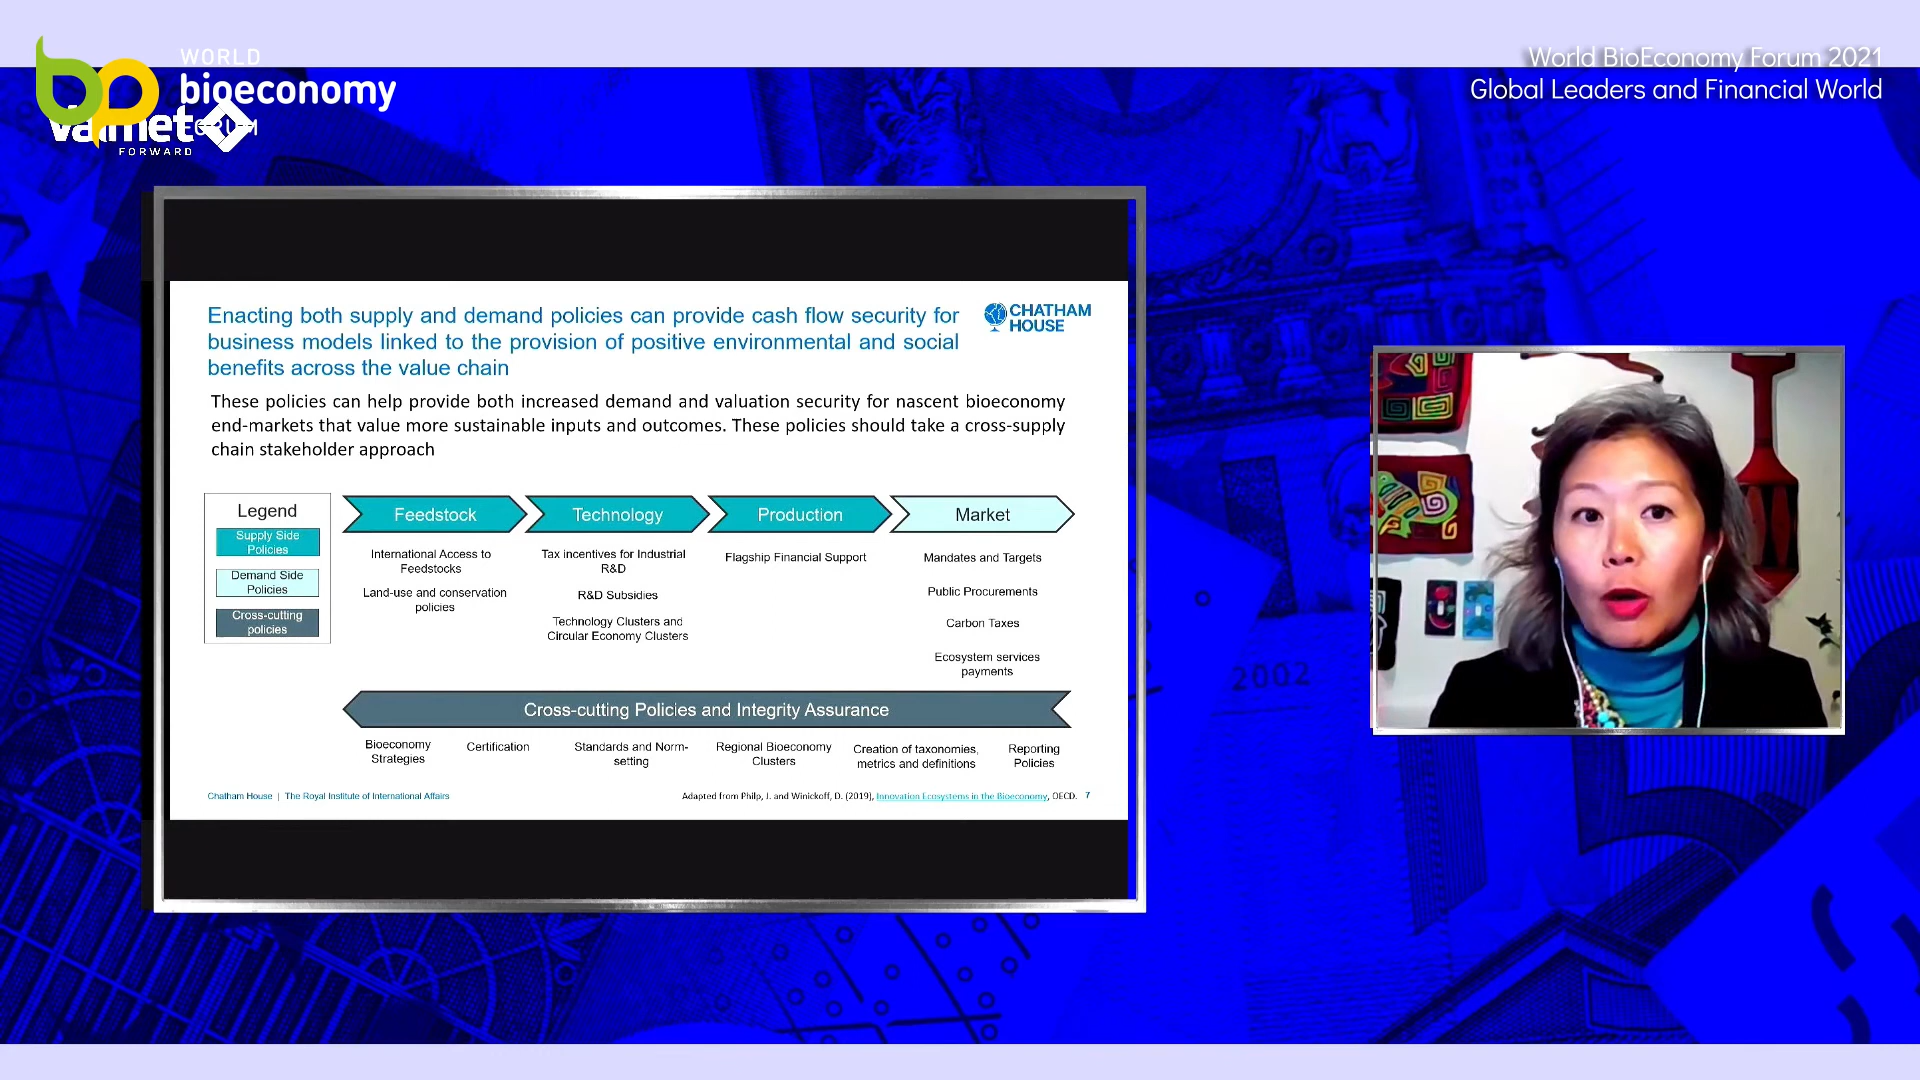 WORLD
bioeconomy
FORUM
Valmet
FORWARD
World BioEconomy Forum 2021
Global Leaders and Financial World
Enacting both supply and demand policies can provide cash flow security for
business models linked to the provision of positive environmental and social
benefits across the value chain
CHATHAM
HOUSE
These policies can help provide both increased demand and valuation security for nascent bioeconomy
end-markets that value more sustainable inputs and outcomes. These policies should take a cross-supply
chain stakeholder approach
Legend
Supply Side
Policies
Demand Side
Policies
Cross-cutting
policies
Feedstock
Technology
Production
Market
International Access to
Feedstocks
Land-use and conservation
policies
Tax incentives for Industrial
R&D
R&D Subsidies
Technology Clusters and
Circular Economy Clusters
Flagship Financial Support
Mandates and Targets
Public Procurements
Carbon Taxes
Ecosystem services
payments
Cross-cutting Policies and Integrity Assurance
Bioeconomy
Strategies
Certification
Standards and Norm-
setting
Regional Bioeconomy
Clusters
Creation of taxonomies,
metrics and definitions
Reporting
Policies
Chatham House | The Royal Institute of International Affairs
Adapted from Philp, J. and Winickoff, D. (2019), Innovation Ecosystems in the Bioeconomy, OECD. 7
2002